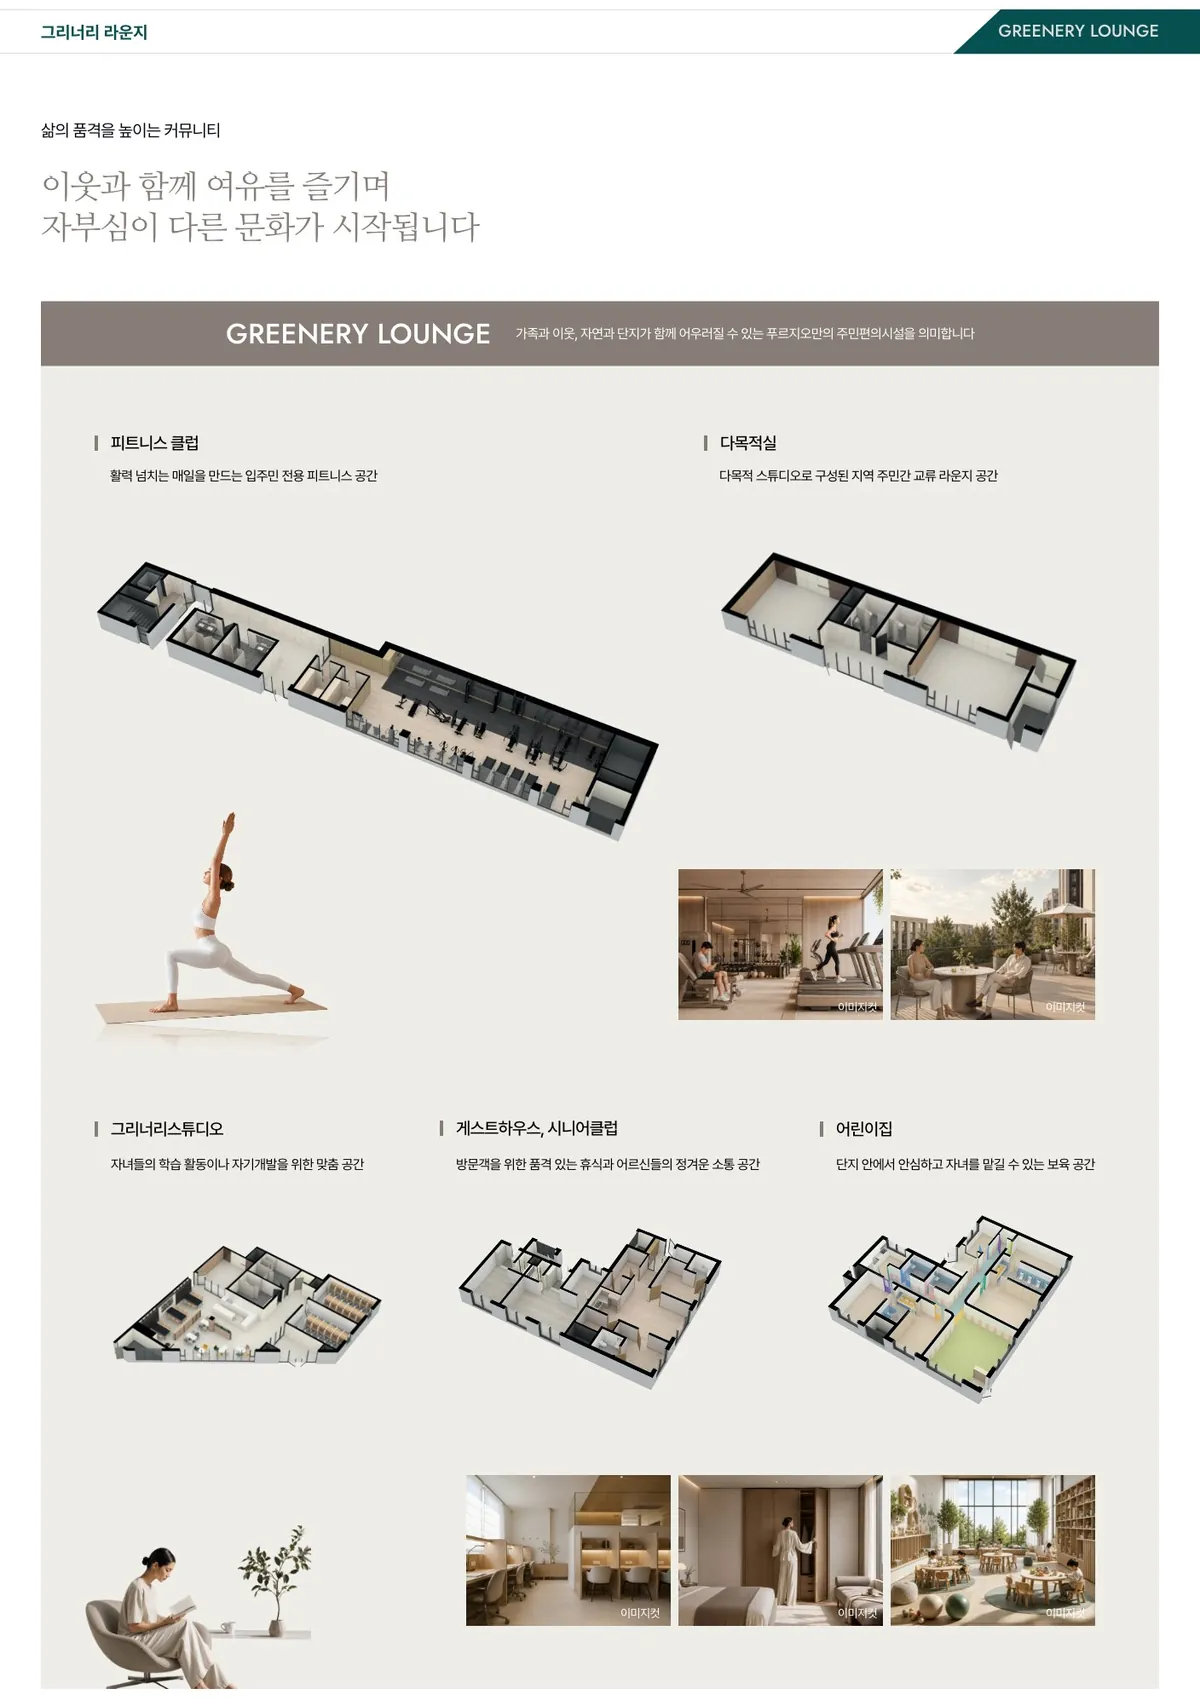 그리너리 라운지
GREENERY LOUNGE
삶의 품격을 높이는 커뮤니티
이웃과 함께 여유를 즐기며
자부심이 다른 문화가 시작됩니다
GREENERY LOUNGE
가족과 이웃, 자연과 단지가 함께 어우러질 수 있는 푸르지오만의 주민편의시설을 의미합니다
피트니스 클럽
활력 넘치는 매일을 만드는 입주민 전용 피트니스 공간
다목적실
다목적 스튜디오로 구성된 지역 주민간 교류 라운지 공간
이미지컷
이미지컷
그리너리스튜디오
자녀들의 학습 활동이나 자기개발을 위한 맞춤 공간
게스트하우스, 시니어클럽
방문객을 위한 품격 있는 휴식과 어르신들의 정겨운 소통 공간
어린이집
단지 안에서 안심하고 자녀를 맡길 수 있는 보육 공간
이미지컷
이미지컷
이미지컷